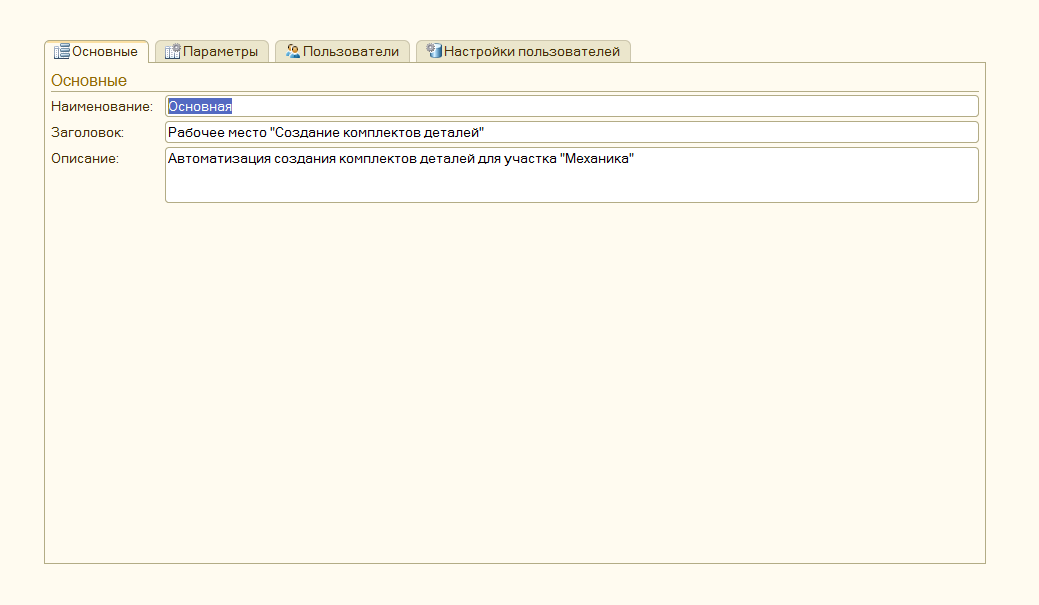 Основные Параметры Пользователи Настройки пользователей
Основные
Наименование: Основная
Заголовок: Рабочее место "Создание комплектов деталей"
Описание: Автоматизация создания комплектов деталей для участка "Механика"